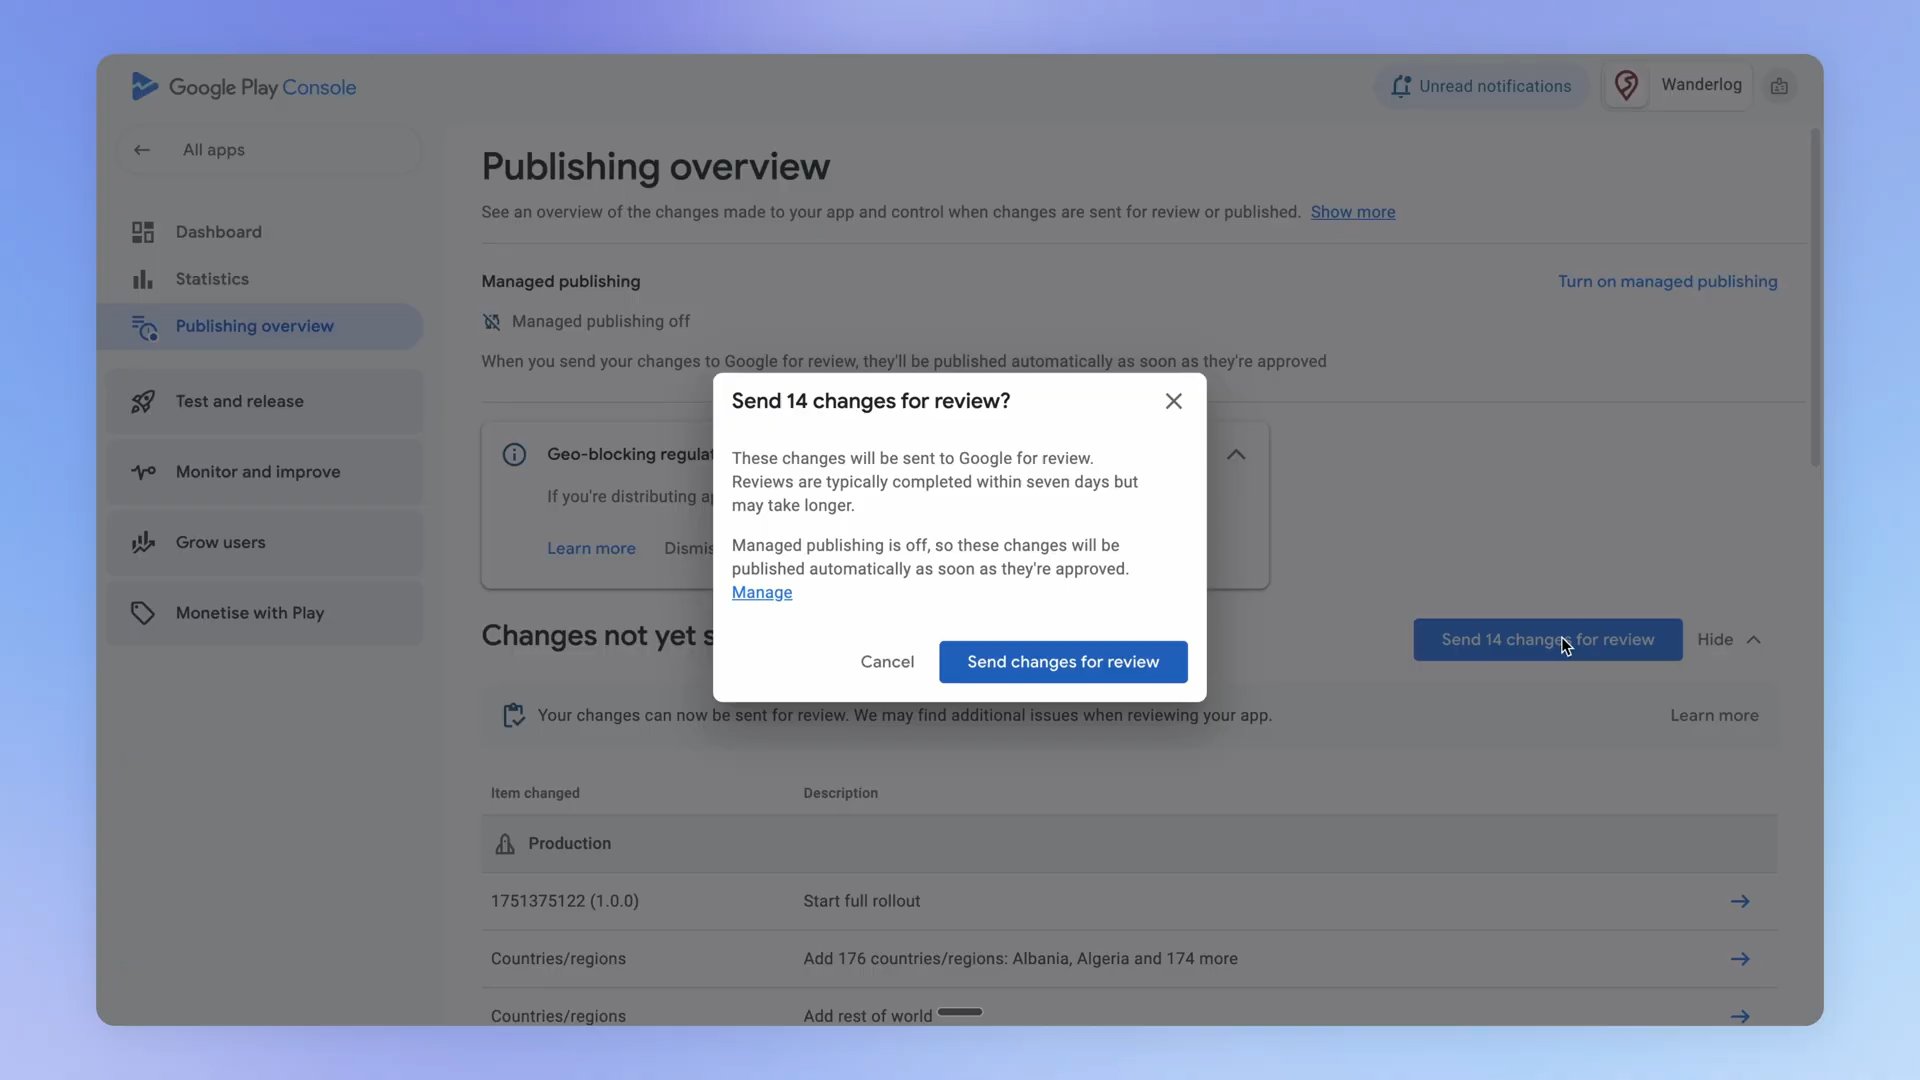 Google Play Console
Unread notifications
Wanderlog
All apps
Dashboard
Statistics
Publishing overview
Test and release
Monitor and improve
Grow users
Monetise with Play
Publishing overview
See an overview of the changes made to your app and control when changes are sent for review or published. Show more
Managed publishing
Turn on managed publishing
Managed publishing off
When you send your changes to Google for review, they'll be published automatically as soon as they're approved
Geo-blocking regulat
If you're distributing a
Learn more Dismis
Send 14 changes for review?
These changes will be sent to Google for review.
Reviews are typically completed within seven days but
may take longer.
Managed publishing is off, so these changes will be
published automatically as soon as they're approved.
Manage
Cancel
Send changes for review
Changes not yet s
Send 14 changes for review
Hide
Your changes can now be sent for review. We may find additional issues when reviewing your app.
Learn more
Item changed Description
Production
1751375122 (1.0.0) Start full rollout
Countries/regions Add 176 countries/regions: Albania, Algeria and 174 more
Countries/regions Add rest of world